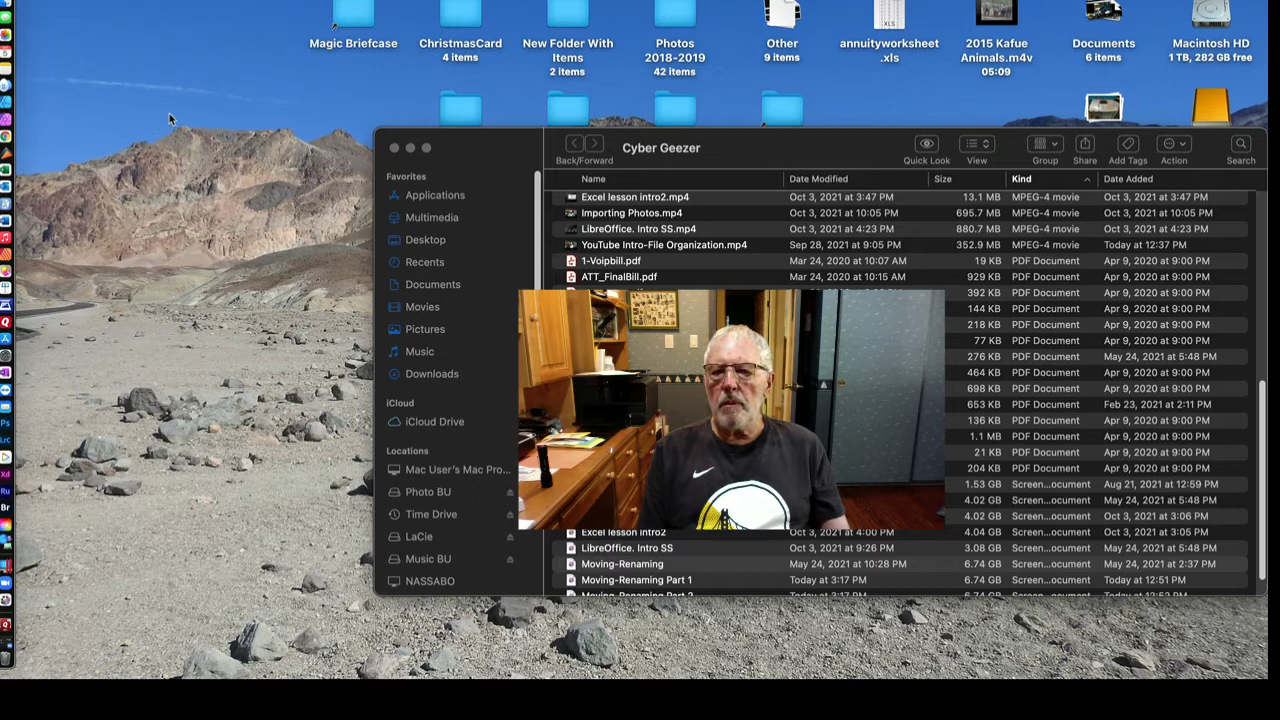 Magic Briefcase
ChristmasCard
4 items
New Folder With
Items
2 items
Photos
2018-2019
42 items
Other
9 items
XLS
annuityworksheet
.xls
2015 Kafue
Animals.m4v
05:09
Documents
6 items
Macintosh HD
1 TB, 282 GB free
Back/Forward
Cyber Geezer
Quick Look
View
Group
Share
Add Tags
Action
Search
Favorites
Applications
Multimedia
Desktop
Recents
Documents
Movies
Pictures
Music
Downloads
iCloud
iCloud Drive
Locations
Mac User's Mac Pro...
Photo BU
Time Drive
LaCie
Music BU
NASSABO
Name Date Modified Size Kind Date Added
Excel lesson intro2.mp4 Oct 3, 2021 at 3:47 PM 13.1 MB MPEG-4 movie Oct 3, 2021 at 3:47 PM
Importing Photos.mp4 Oct 3, 2021 at 10:05 PM 695.7 MB MPEG-4 movie Oct 3, 2021 at 10:05 PM
LibreOffice. Intro SS.mp4 Oct 3, 2021 at 4:23 PM 880.7 MB MPEG-4 movie Oct 3, 2021 at 4:23 PM
YouTube Intro-File Organization.mp4 Sep 28, 2021 at 9:05 PM 352.9 MB MPEG-4 movie Today at 12:37 PM
1-Voipbill.pdf Mar 24, 2020 at 10:07 AM 19 KB PDF Document Apr 9, 2020 at 9:00 PM
ATT_FinalBill.pdf Mar 24, 2020 at 10:15 AM 929 KB PDF Document Apr 9, 2020 at 9:00 PM
392 KB PDF Document Apr 9, 2020 at 9:00 PM
144 KB PDF Document Apr 9, 2020 at 9:00 PM
218 KB PDF Document Apr 9, 2020 at 9:00 PM
77 KB PDF Document Apr 9, 2020 at 9:00 PM
276 KB PDF Document May 24, 2021 at 5:48 PM
464 KB PDF Document Apr 9, 2020 at 9:00 PM
698 KB PDF Document Apr 9, 2020 at 9:00 PM
653 KB PDF Document Feb 23, 2021 at 2:11 PM
136 KB PDF Document Apr 9, 2020 at 9:00 PM
1.1 MB PDF Document Apr 9, 2020 at 9:00 PM
21 KB PDF Document Apr 9, 2020 at 9:00 PM
204 KB PDF Document Apr 9, 2020 at 9:00 PM
1.53 GB Screen...ocument Aug 21, 2021 at 12:59 PM
4.02 GB Screen...ocument May 24, 2021 at 5:48 PM
4.02 GB Screen...ocument Oct 3, 2021 at 3:06 PM
Excel lesson intro2 Oct 3, 2021 at 4:00 PM 4.04 GB Screen...ocument Oct 3, 2021 at 3:05 PM
LibreOffice. Intro SS Oct 3, 2021 at 9:26 PM 3.08 GB Screen...ocument May 24, 2021 at 5:48 PM
Moving-Renaming May 24, 2021 at 10:28 PM 6.74 GB Screen...ocument May 24, 2021 at 2:37 PM
Moving-Renaming Part 1 Today at 3:17 PM 6.74 GB Screen...ocument Today at 12:51 PM
Moving-Renaming Part 2 6.74 GB Screen...ocument Today at 12:52 PM